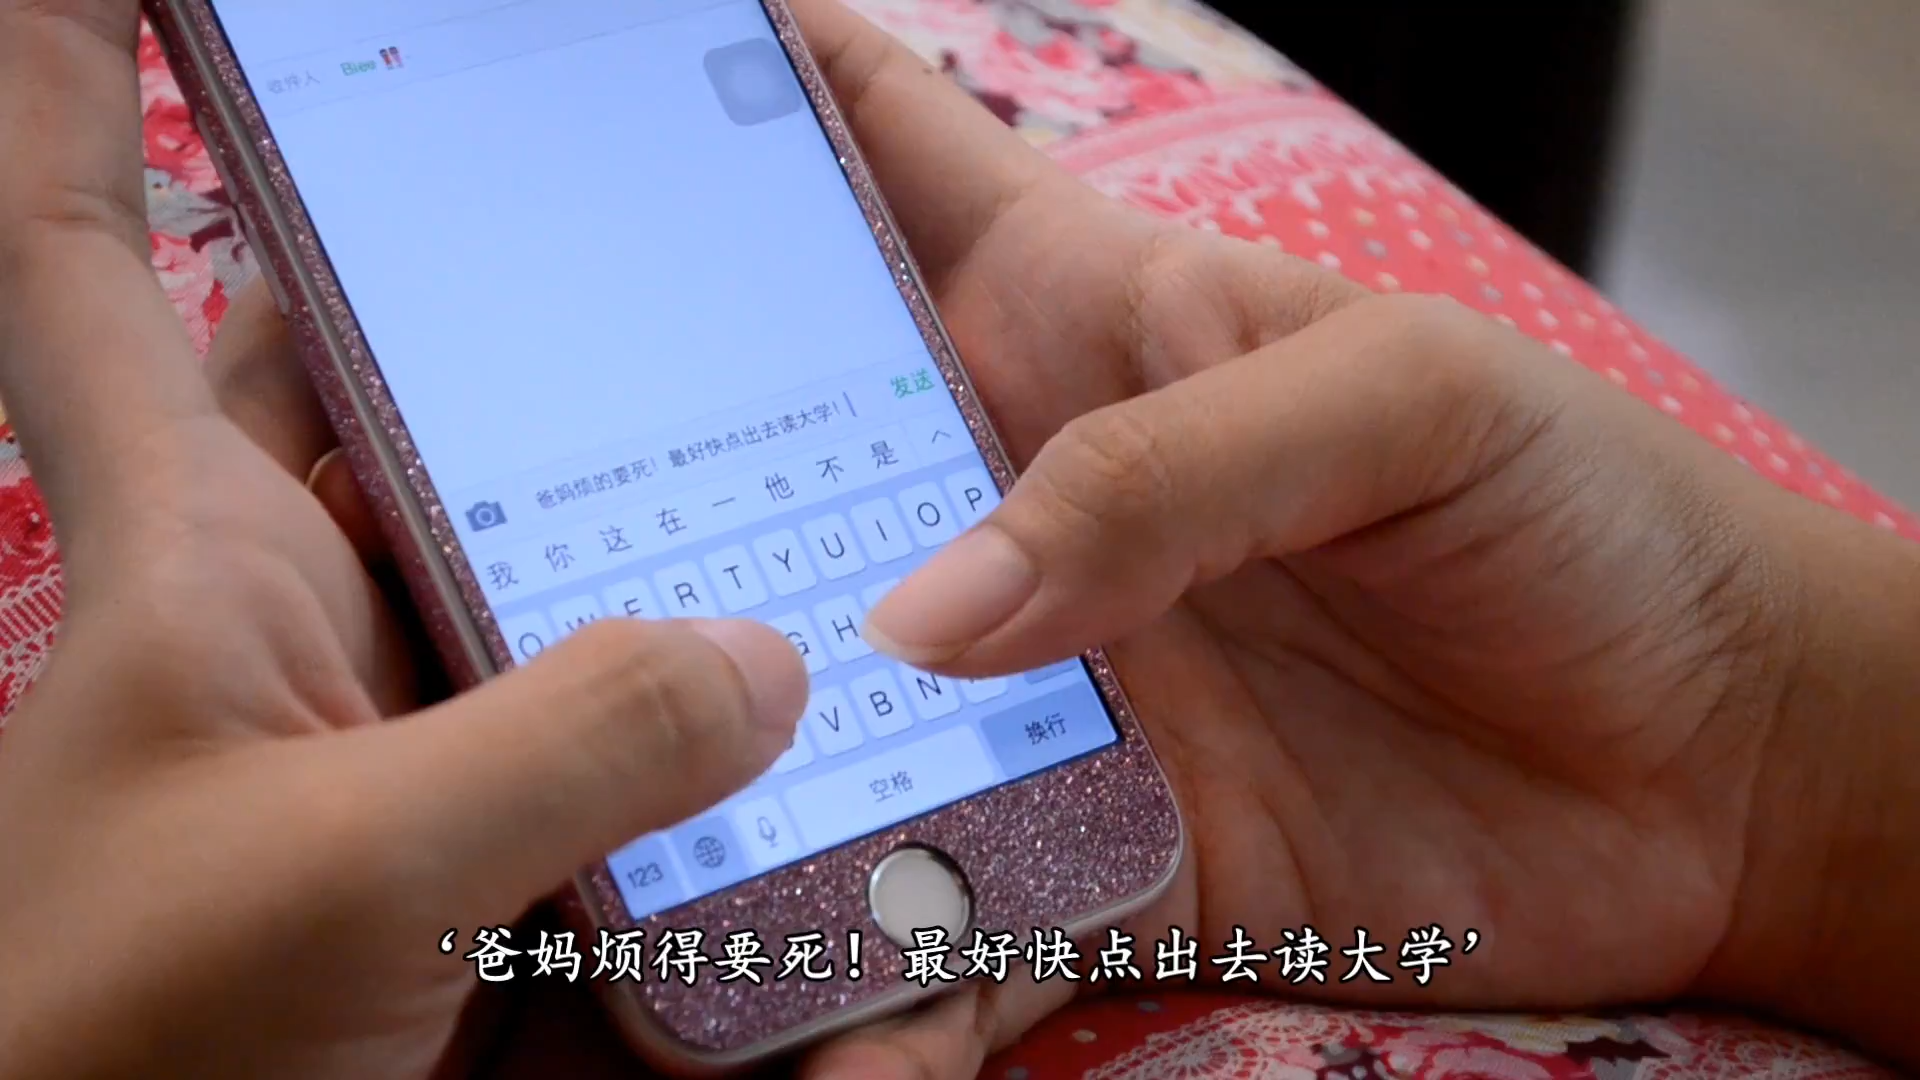 收件人 Biee
发送
爸妈烦的要死！最好快点出去读大学！
我 你 这 在 一 他 不 是
Q W E R T Y U I O P
G H
V B N
换行
123 空格
‘爸妈烦得要死！最好快点出去读大学’